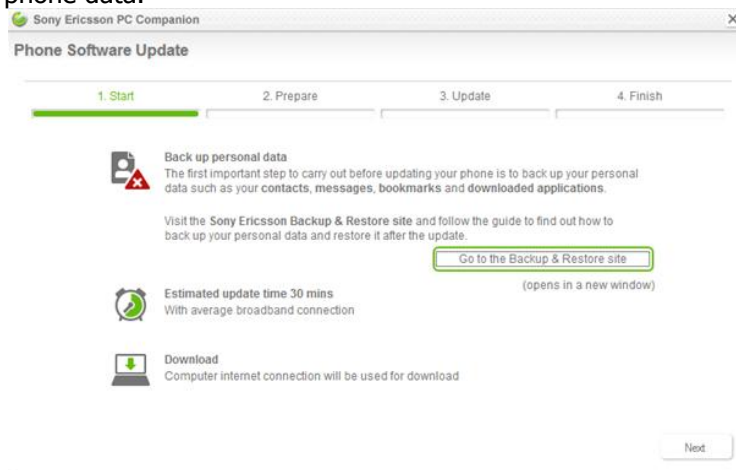 phone data.
Sony Ericsson PC Companion
Phone Software Update
1. Start
2. Prepare
3. Update
4. Finish
Back up personal data
The first important step to carry out before updating your phone is to back up your personal
data such as your contacts, messages, bookmarks and downloaded applications.
Visit the Sony Ericsson Backup & Restore site and follow the guide to find out how to
back up your personal data and restore it after the update.
Go to the Backup & Restore site
(opens in a new window)
Estimated update time 30 mins
With average broadband connection
Download
Computer internet connection will be used for download
Next